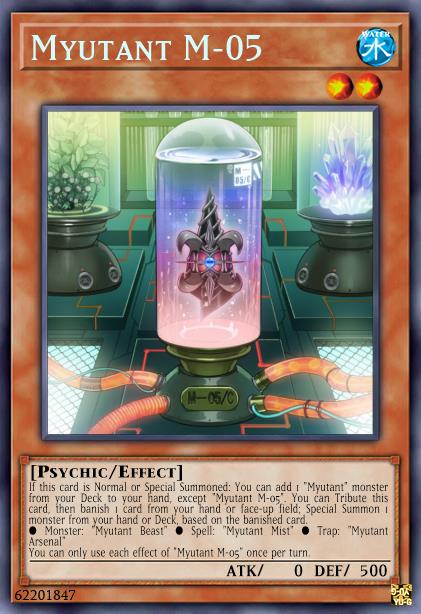 Myutant M-05
WATER
水
M-
05/C
M-05/C
[Psychic/Effect]
If this card is Normal or Special Summoned: You can add 1 "Myutant" monster
from your Deck to your hand, except "Myutant M-05". You can Tribute this
card, then banish 1 card from your hand or face-up field; Special Summon 1
monster from your hand or Deck, based on the banished card.
● Monster: "Myutant Beast" ● Spell: "Myutant Mist" ● Trap: "Myutant
Arsenal"
You can only use each effect of "Myutant M-05" once per turn.
ATK/ 0 DEF/ 500
62201847